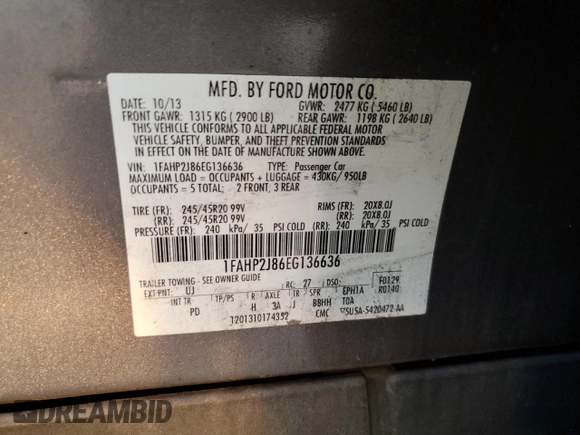 MFD. BY FORD MOTOR CO.
DATE: 10/13 GVWR: 2477 KG ( 5460 LB)
FRONT GAWR: 1315 KG ( 2900 LB) REAR GAWR: 1198 KG ( 2640 LB)
THIS VEHICLE CONFORMS TO ALL APPLICABLE FEDERAL MOTOR
VEHICLE SAFETY, BUMPER, AND THEFT PREVENTION STANDARDS
IN EFFECT ON THE DATE OF MANUFACTURE SHOWN ABOVE.
VIN: 1FAHP2J86EG136636 TYPE: Passenger Car
MAXIMUM LOAD = OCCUPANTS + LUGGAGE = 430KG/ 950LB
OCCUPANTS = 5 TOTAL; 2 FRONT, 3 REAR
TIRE (FR): 245/45R20 99V RIMS (FR): 20X8.0J
(RR): 245/45R20 99V (RR): 20X8.0J
PRESSURE (FR): 240 kPa/ 35 PSI COLD (RR): 240 kPa/ 35 PSI COLD
1FAHP2J86EG136636
TRAILER TOWING - SEE OWNER GUIDE RC: 27 DSO: F0129
EXT PNT: UJ R0140
INT TR TP/PS R AXLE TR SPR EPH1A
PD H 3A J BBHH TOA
1201310174352 CMC 5U5A-5420472-AA
DREAMBID